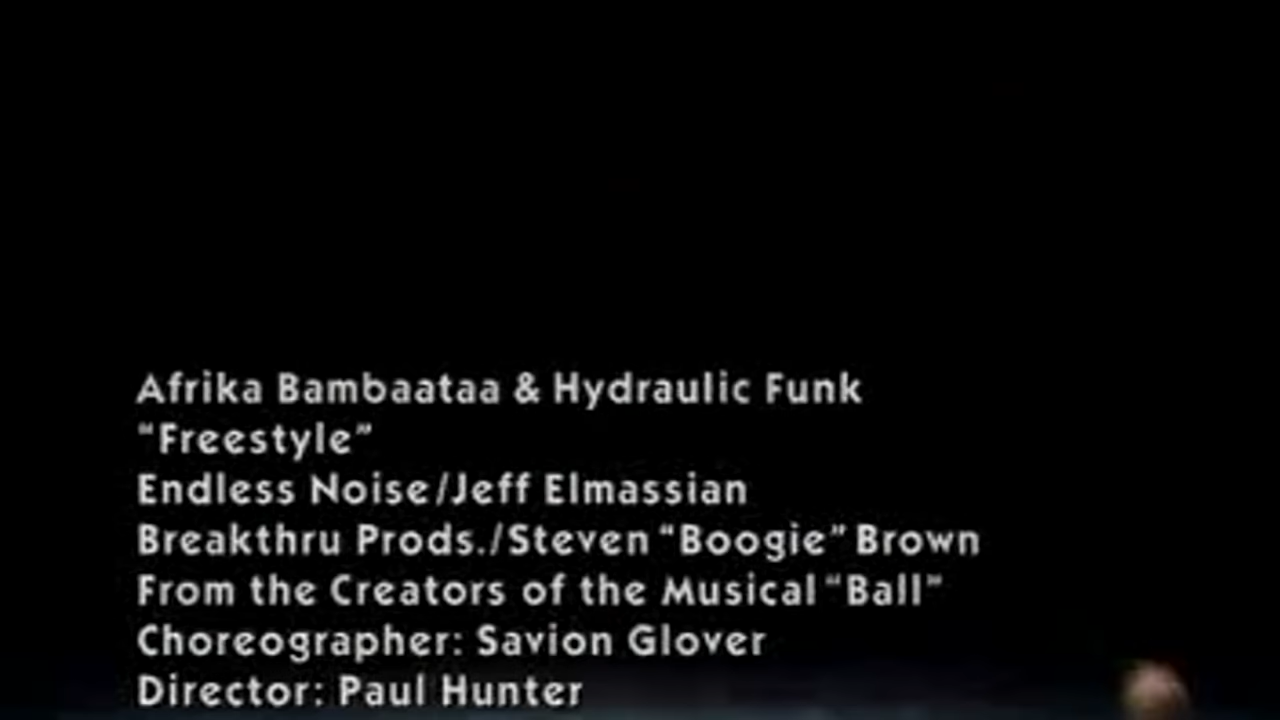 Afrika Bambaataa & Hydraulic Funk
“Freestyle”
Endless Noise/Jeff Elmassian
Breakthru Prods./Steven “Boogie” Brown
From the Creators of the Musical “Ball”
Choreographer: Savion Glover
Director: Paul Hunter